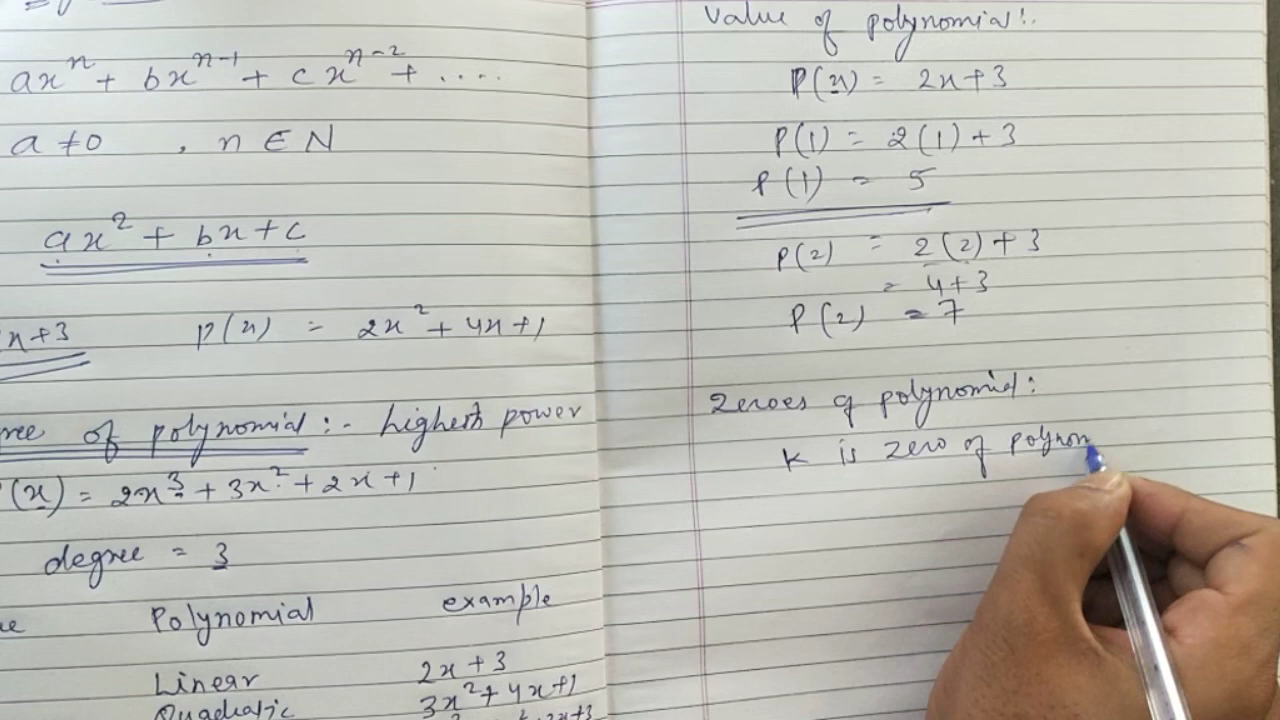 axⁿ + bxⁿ⁻¹ + cxⁿ⁻² + ....
a ≠ 0 , n ∈ N
ax² + bx + c
x+3 p(x) = 2x² + 4x + 1
ree of polynomial :- highest power
(x) = 2x³ + 3x² + 2x + 1
degree = 3
Polynomial example
Linear 2x + 3
Quadratic 3x² + 4x + 1
Value of polynomial :.
P(x) = 2x + 3
P(1) = 2(1) + 3
P(1) = 5
P(2) = 2(2) + 3
= 4 + 3
P(2) = 7
Zeroes of polynomial :
K is zero of polynom